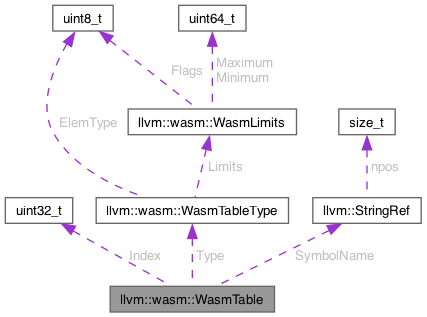 uint8_t
uint64_t
Maximum
Minimum
Flags
ElemType
llvm::wasm::WasmLimits
size_t
Limits
npos
uint32_t
llvm::wasm::WasmTableType
llvm::StringRef
Index
Type
SymbolName
llvm::wasm::WasmTable